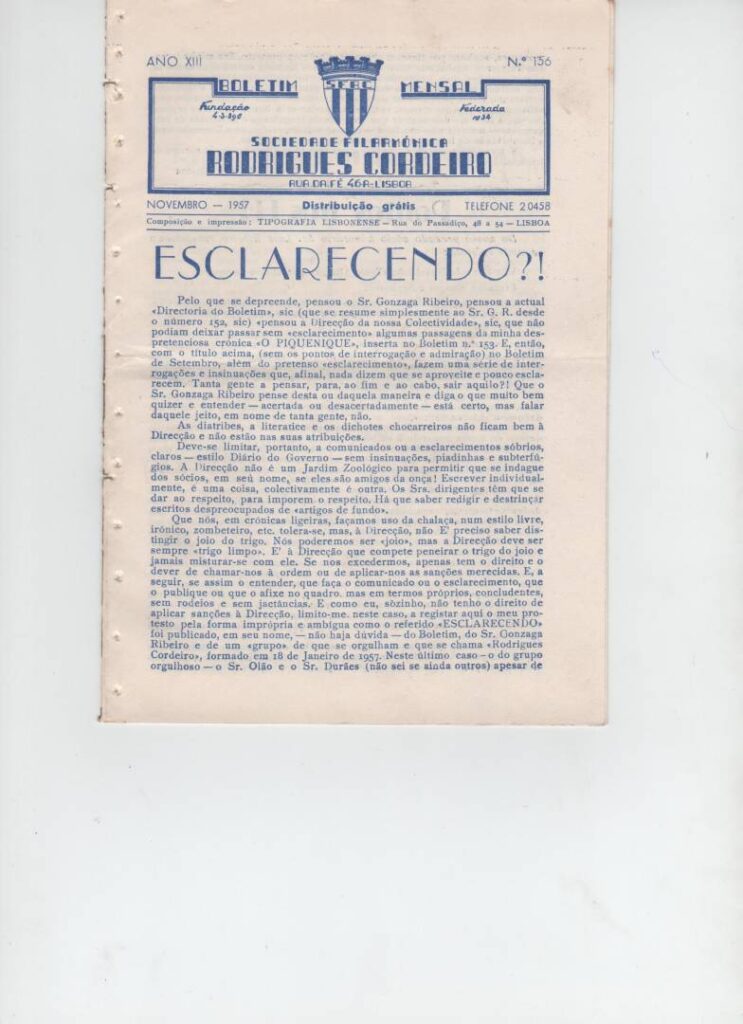 ANO XIII
N.º 156
BOLETIM MENSAL
S.F.R.C.
Fundação
4-3-890
Federada
1934
SOCIEDADE FILARMÓNICA
RODRIGUES CORDEIRO
RUA DA FÉ 46A-LISBOA
NOVEMBRO — 1957 Distribuição grátis TELEFONE 20458
Composição e impressão: TIPOGRAFIA LISBONENSE — Rua do Passadiço, 48 a 54 — LISBOA
ESCLARECENDO?!
Pelo que se depreende, pensou o Sr. Gonzaga Ribeiro, pensou a actual
«Directoria do Boletim», sic (que se resume simplesmente ao Sr. G. R. desde
o número 152, sic) «pensou a Direcção da nossa Colectividade», sic, que não
podiam deixar passar sem «esclarecimento» algumas passagens da minha des-
pretenciosa crónica «O PIQUENIQUE», inserta no Boletim n.º 153. E, então,
com o título acima, (sem os pontos de interrogação e admiração) no Boletim
de Setembro, além do pretenso «esclarecimento», fazem uma série de inter-
rogações e insinuações que, afinal, nada dizem que se aproveite e pouco escla-
recem. Tanta gente a pensar, para, ao fim e ao cabo, sair aquilo?! Que o
Sr. Gonzaga Ribeiro pense desta ou daquela maneira e diga o que muito bem
quizer e entender — acertada ou desacertadamente — está certo, mas falar
daquele jeito, em nome de tanta gente, não.
As diatribes, a literatice e os dichotes chocarreiros não ficam bem à
Direcção e não estão nas suas atribuïções.
Deve-se limitar, portanto, a comunicados ou a esclarecimentos sóbrios,
claros — estilo Diário do Governo — sem insinuações, piadinhas e subterfú-
gios. A Direcção não é um Jardim Zoológico para permitir que se indague
dos sócios, em seu nome, se eles são amigos da onça! Escrever individual-
mente, é uma coisa, colectivamente é outra. Os Srs. dirigentes têm que se
dar ao respeito, para imporem o respeito. Há que saber redigir e destrinçar
escritos despreocupados de «artigos de fundo».
Que nós, em crónicas ligeiras, façamos uso da chalaça, num estilo livre,
irónico, zombeteiro, etc. tolera-se, mas, à Direcção, não E' preciso saber dis-
tingir o joio do trigo. Nós poderemos ser «joio», mas a Direcção deve ser
sempre «trigo limpo». E' à Direcção que compete peneirar o trigo do joio e
jamais misturar-se com ele. Se nos excedermos, apenas tem o direito e o
dever de chamar-nos à ordem ou de aplicar-nos as sanções merecidas. E, a
seguir, se assim o entender, que faça o comunicado ou o esclarecimento, que
o publique ou que o afixe no quadro. mas em termos próprios, concludentes,
sem rodeios e sem jactâncias. E como eu, sòzinho, não tenho o direito de
aplicar sanções à Direcção, limito-me. neste caso, a registar aqui o meu pro-
testo pela forma imprópria e ambígua como o referido «ESCLARECENDO»
foi publicado, em seu nome, — não haja dúvida — do Boletim, do Sr. Gonzaga
Ribeiro e de um «grupo» de que se orgulham e que se chama «Rodrigues
Cordeiro», formado em 18 de Janeiro de 1957. Neste último caso — o do grupo
orgulhoso — o Sr. Olão e o Sr. Durães (não sei se ainda outros) apesar de